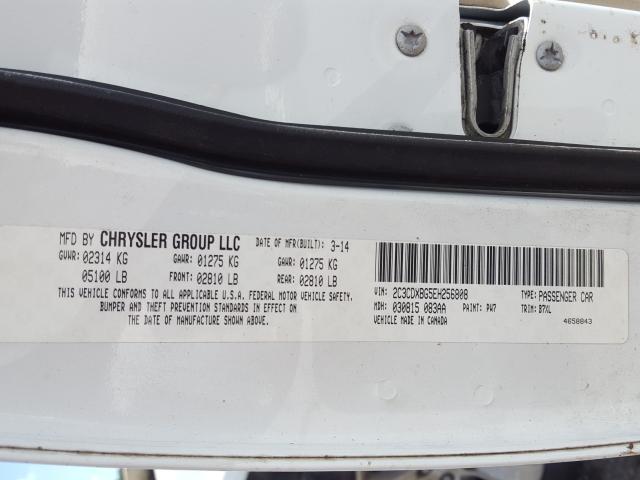 MFD BY CHRYSLER GROUP LLC DATE OF MFR(BUILT): 3-14
GVWR: 02314 KG GAWR: 01275 KG GAWR: 01275 KG
05100 LB FRONT: 02810 LB REAR: 02810 LB
THIS VEHICLE CONFORMS TO ALL APPLICABLE U.S.A. FEDERAL MOTOR VEHICLE SAFETY,
BUMPER AND THEFT PREVENTION STANDARDS IN EFFECT ON
THE DATE OF MANUFACTURE SHOWN ABOVE.
VIN: 2C3CDXBG5EH256808 TYPE: PASSENGER CAR
MDH: 030815 083AA PAINT: PW7 TRIM: B7XL
VEHICLE MADE IN CANADA 4658843